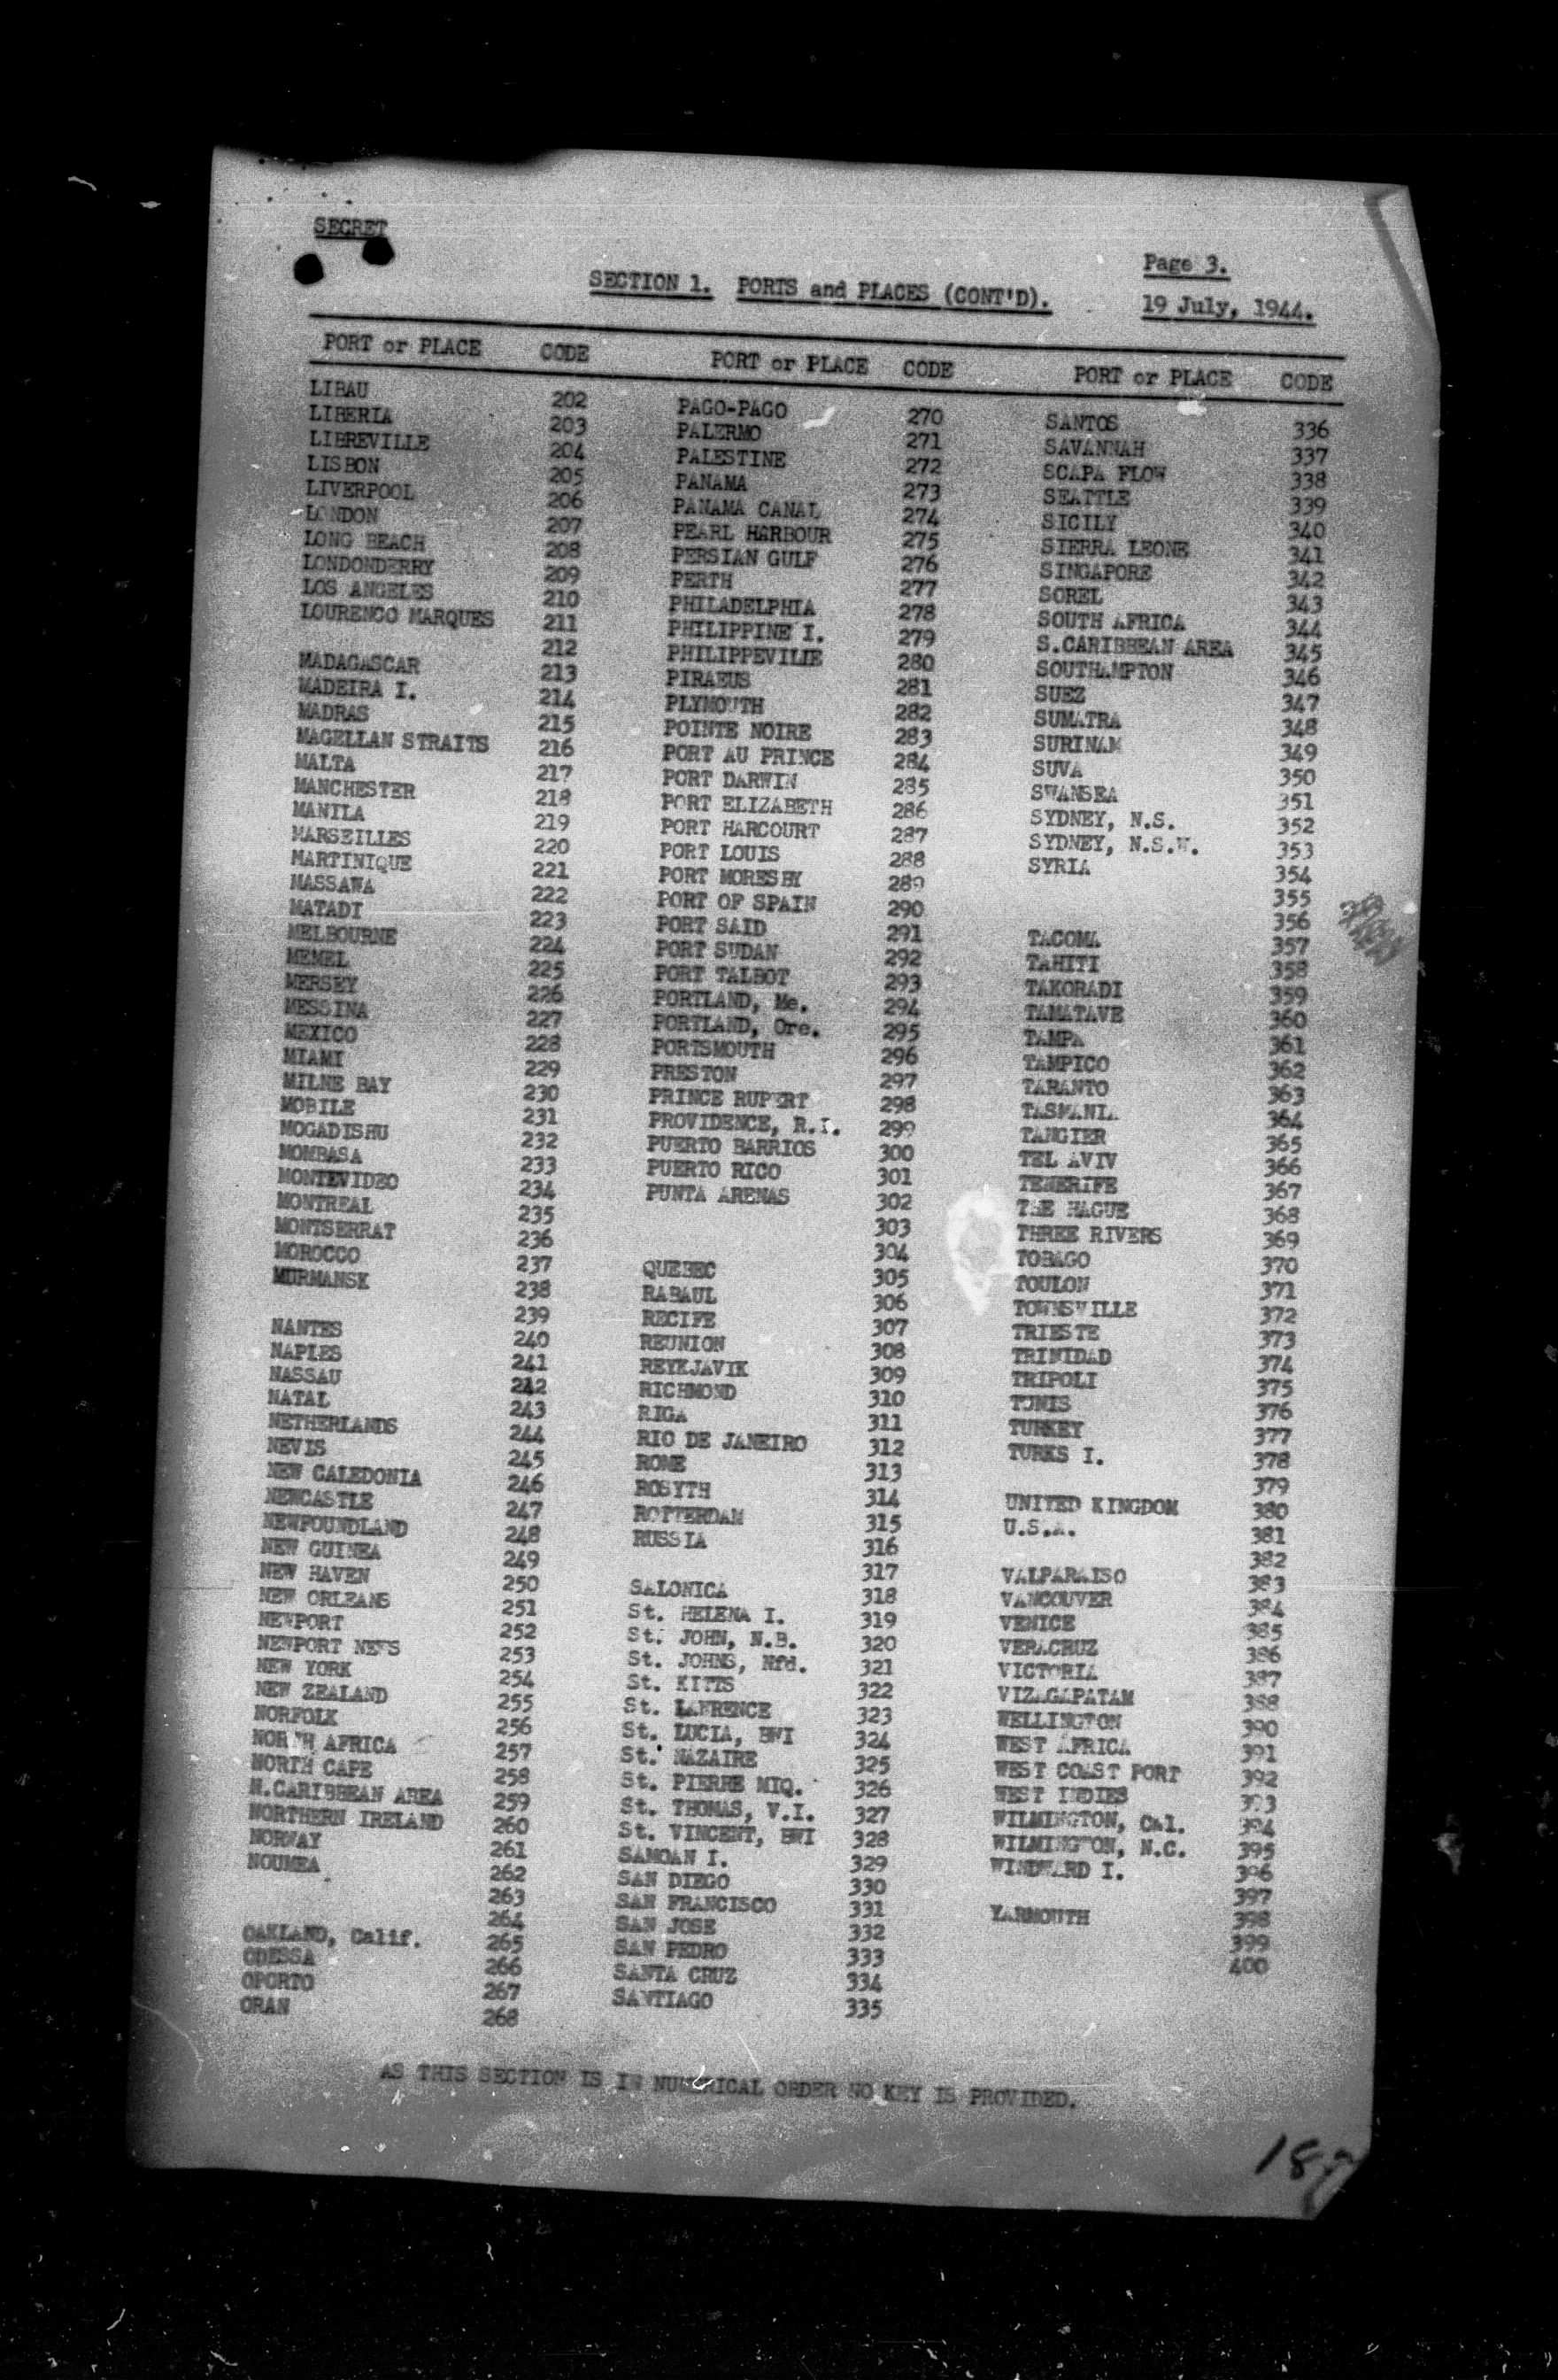 SECRET
Page 3.
SECTION 1. PORTS and PLACES (CONT'D).
19 July, 1944.
PORT or PLACE CODE PORT or PLACE CODE PORT or PLACE CODE
LIBAU 202
LIBERIA 203
LIBREVILLE 204
LISBON 205
LIVERPOOL 206
LONDON 207
LONG BEACH 208
LONDONDERRY 209
LOS ANGELES 210
LOURENCO MARQUES 211
212
MADAGASCAR 213
MADEIRA I. 214
MADRAS 215
MAGELLAN STRAITS 216
MALTA 217
MANCHESTER 218
MANILA 219
MARSEILLES 220
MARTINIQUE 221
MASSAWA 222
MATADI 223
MELBOURNE 224
MEMEL 225
MERSEY 226
MESSINA 227
MEXICO 228
MIAMI 229
MILNE BAY 230
MOBILE 231
MOGADISHU 232
MOMBASA 233
MONTEVIDEO 234
MONTREAL 235
MONTSERRAT 236
MOROCCO 237
MURMANSK 238
239
NANTES 240
NAPLES 241
NASSAU 242
NATAL 243
NETHERLANDS 244
NEVIS 245
NEW CALEDONIA 246
NEWCASTLE 247
NEWFOUNDLAND 248
NEW GUINEA 249
NEW HAVEN 250
NEW ORLEANS 251
NEWPORT 252
NEWPORT NEWS 253
NEW YORK 254
NEW ZEALAND 255
NORFOLK 256
NORTH AFRICA 257
NORTH CAPE 258
N.CARIBBEAN AREA 259
NORTHERN IRELAND 260
NORWAY 261
NOUMEA 262
263
264
OAKLAND, Calif. 265
ODESSA 266
OPORTO 267
ORAN 268
PAGO-PAGO 270
PALERMO 271
PALESTINE 272
PANAMA 273
PANAMA CANAL 274
PEARL HARBOUR 275
PERSIAN GULF 276
PERTH 277
PHILADELPHIA 278
PHILIPPINE I. 279
PHILIPPEVILLE 280
PIRAEUS 281
PLYMOUTH 282
POINTE NOIRE 283
PORT AU PRINCE 284
PORT DARWIN 285
PORT ELIZABETH 286
PORT HARCOURT 287
PORT LOUIS 288
PORT MORESBY 289
PORT OF SPAIN 290
PORT SAID 291
PORT SUDAN 292
PORT TALBOT 293
PORTLAND, Me. 294
PORTLAND, Ore. 295
PORTSMOUTH 296
PRESTON 297
PRINCE RUPERT 298
PROVIDENCE, R.I. 299
PUERTO BARRIOS 300
PUERTO RICO 301
PUNTA ARENAS 302
303
304
QUEBEC 305
RABAUL 306
RECIFE 307
REUNION 308
REYKJAVIK 309
RICHMOND 310
RIGA 311
RIO DE JANEIRO 312
ROME 313
ROSYTH 314
ROTTERDAM 315
RUSSIA 316
317
SALONICA 318
St. HELENA I. 319
St. JOHN, N.B. 320
St. JOHNS, Nfd. 321
St. KITTS 322
St. LAWRENCE 323
St. LUCIA, BWI 324
St. NAZAIRE 325
St. PIERRE MIQ. 326
St. THOMAS, V.I. 327
St. VINCENT, BWI 328
SAMOAN I. 329
SAN DIEGO 330
SAN FRANCISCO 331
SAN JOSE 332
SAN PEDRO 333
SANTA CRUZ 334
SANTIAGO 335
SANTOS 336
SAVANNAH 337
SCAPA FLOW 338
SEATTLE 339
SICILY 340
SIERRA LEONE 341
SINGAPORE 342
SOREL 343
SOUTH AFRICA 344
S.CARIBBEAN AREA 345
SOUTHAMPTON 346
SUEZ 347
SUMATRA 348
SURINAM 349
SUVA 350
SWANSEA 351
SYDNEY, N.S. 352
SYDNEY, N.S.W. 353
SYRIA 354
355
356
TACOMA 357
TAHITI 358
TAKORADI 359
TAMATAVE 360
TAMPA 361
TAMPICO 362
TARANTO 363
TASMANIA 364
TANGIER 365
TEL AVIV 366
TENERIFE 367
THE HAGUE 368
THREE RIVERS 369
TOBAGO 370
TOULON 371
TOWNSVILLE 372
TRIESTE 373
TRINIDAD 374
TRIPOLI 375
TUNIS 376
TURKEY 377
TURKS I. 378
379
UNITED KINGDOM 380
U.S.A. 381
382
VALPARAISO 383
VANCOUVER 384
VENICE 385
VERACRUZ 386
VICTORIA 387
VIZAGAPATAM 388
WELLINGTON 390
WEST AFRICA 391
WEST COAST PORT 392
WEST INDIES 393
WILMINGTON, Cal. 394
WILMINGTON, N.C. 395
WINDWARD I. 396
397
YARMOUTH 398
399
400
AS THIS SECTION IS IN NUMERICAL ORDER NO KEY IS PROVIDED.